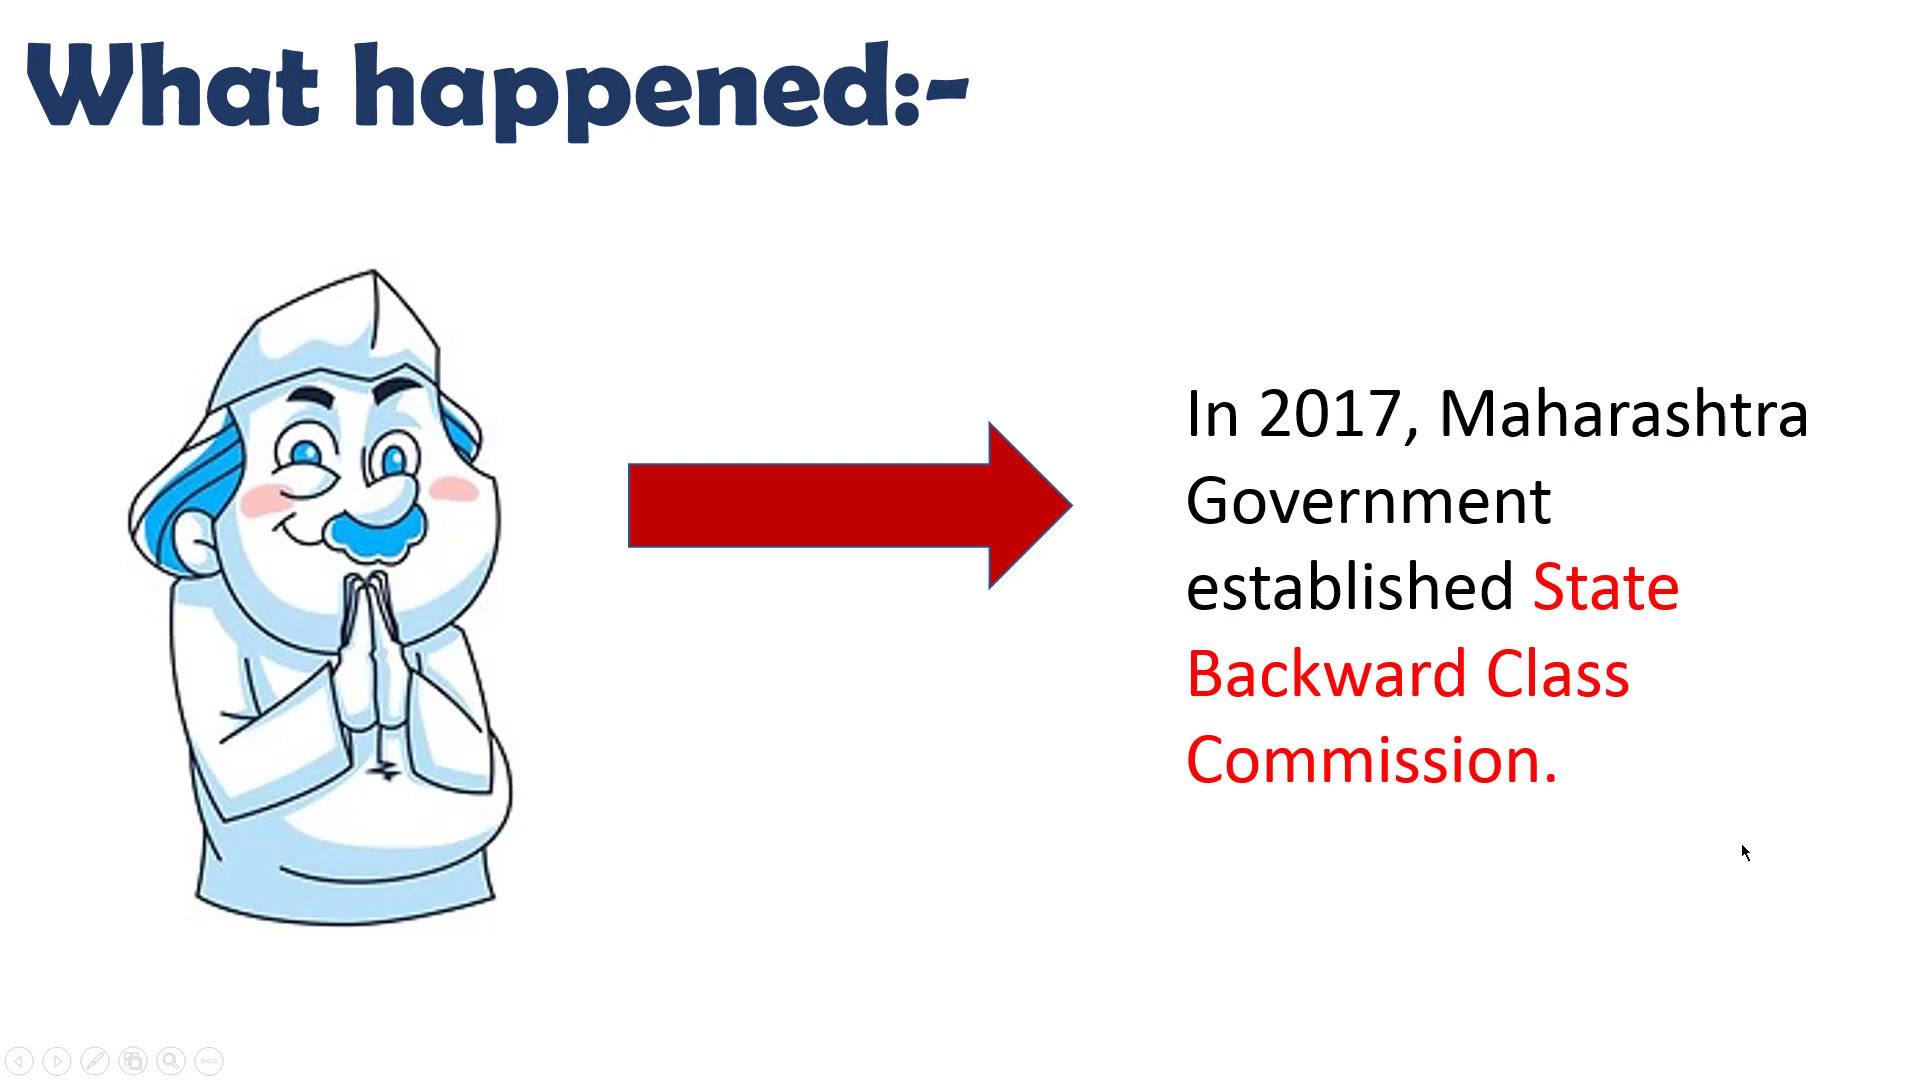 What happened:-
In 2017, Maharashtra
Government
established State
Backward Class
Commission.